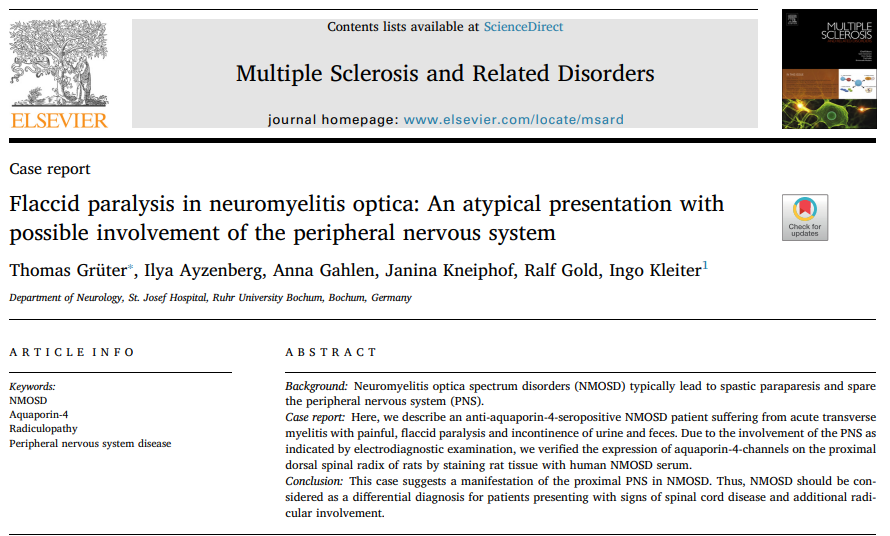 Contents lists available at ScienceDirect
Multiple Sclerosis and Related Disorders
journal homepage: www.elsevier.com/locate/msard
ELSEVIER
MULTIPLE
SCLEROSIS
Case report
Flaccid paralysis in neuromyelitis optica: An atypical presentation with
possible involvement of the peripheral nervous system
Check for
updates
Thomas Grüter*, Ilya Ayzenberg, Anna Gahlen, Janina Kneiphof, Ralf Gold, Ingo Kleiter1
Department of Neurology, St. Josef Hospital, Ruhr University Bochum, Bochum, Germany
ARTICLE INFO
Keywords:
NMOSD
Aquaporin-4
Radiculopathy
Peripheral nervous system disease
ABSTRACT
Background: Neuromyelitis optica spectrum disorders (NMOSD) typically lead to spastic paraparesis and spare
the peripheral nervous system (PNS).
Case report: Here, we describe an anti-aquaporin-4-seropositive NMOSD patient suffering from acute transverse
myelitis with painful, flaccid paralysis and incontinence of urine and feces. Due to the involvement of the PNS as
indicated by electrodiagnostic examination, we verified the expression of aquaporin-4-channels on the proximal
dorsal spinal radix of rats by staining rat tissue with human NMOSD serum.
Conclusion: This case suggests a manifestation of the proximal PNS in NMOSD. Thus, NMOSD should be con-
sidered as a differential diagnosis for patients presenting with signs of spinal cord disease and additional radi-
cular involvement.